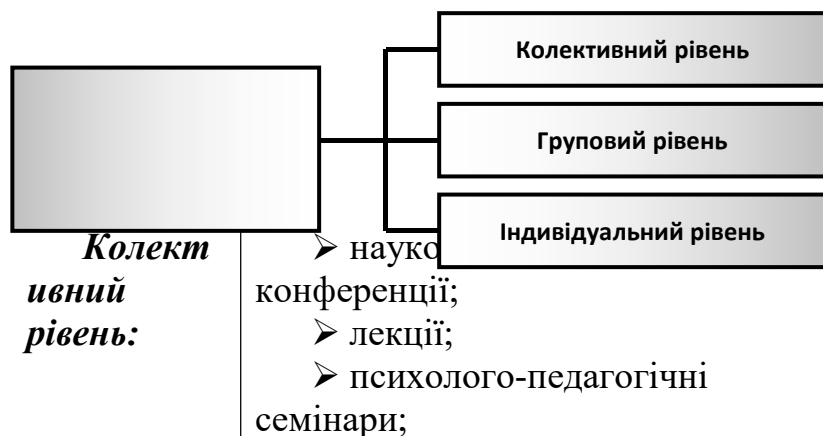 Колективний рівень
Груповий рівень
Індивідуальний рівень
Колект
ивний
рівень:
➢ науко
конференції;
➢ лекції;
➢ психолого-педагогічні
семінари;